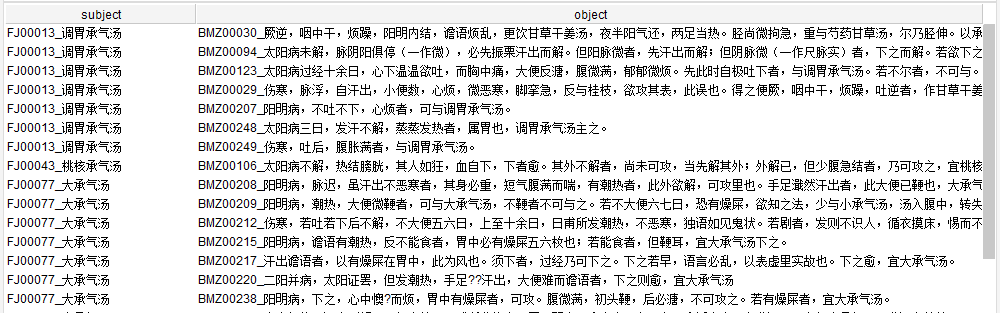 subject object
FJ00013_调胃承气汤 BMZ00030_厥逆，咽中干，烦躁，阳明内结，谵语烦乱，更饮甘草干姜汤，夜半阳气还，两足当热。胫尚微拘急，重与芍药甘草汤，尔乃胫伸。以承
FJ00013_调胃承气汤 BMZ00094_太阳病未解，脉阴阳俱停（一作微），必先振栗汗出而解。但阳脉微者，先汗出而解，但阴脉微（一作尺脉实）者，下之而解。若欲下之
FJ00013_调胃承气汤 BMZ00123_太阳病过经十余日，心下温温欲吐，而胸中痛，大便反溏，腹微满，郁郁微烦。先此时自极吐下者，与调胃承气汤。若不尔者，不可与。
FJ00013_调胃承气汤 BMZ00029_伤寒，脉浮，自汗出，小便数，心烦，微恶寒，脚挛急，反与桂枝，欲攻其表，此误也。得之便厥，咽中干，烦躁，吐逆者，作甘草干姜
FJ00013_调胃承气汤 BMZ00207_阳明病，不吐不下，心烦者，可与调胃承气汤。
FJ00013_调胃承气汤 BMZ00248_太阳病三日，发汗不解，蒸蒸发热者，属胃也，调胃承气汤主之。
FJ00013_调胃承气汤 BMZ00249_伤寒，吐后，腹胀满者，与调胃承气汤。
FJ00043_桃核承气汤 BMZ00106_太阳病不解，热结膀胱，其人如狂，血自下，下者愈。其外不解者，尚未可攻，当先解其外；外解已，但少腹急结者，乃可攻之，宜桃核
FJ00077_大承气汤 BMZ00208_阳明病，脉迟，虽汗出不恶寒者，其身必重，短气腹满而喘，有潮热者，此外欲解，可攻里也。手足濈然汗出者，此大便已鞕也，大承气
FJ00077_大承气汤 BMZ00209_阳明病，潮热，大便微鞕者，可与大承气汤，不鞕者不可与之。若不大便六七日，恐有燥屎，欲知之法，少与小承气汤，汤入腹中，转失
FJ00077_大承气汤 BMZ00212_伤寒，若吐若下后不解，不大便五六日，上至十余日，日甫所发潮热，不恶寒，独语如见鬼状。若剧者，发则不识人，循衣摸床，惕而不
FJ00077_大承气汤 BMZ00215_阳明病，谵语有潮热，反不能食者，胃中必有燥屎五六枚也；若能食者，但鞕耳，宜大承气汤下之。
FJ00077_大承气汤 BMZ00217_汗出谵语者，以有燥屎在胃中，此为风也。须下者，过经乃可下之。下之若早，语言必乱，以表虚里实故也。下之愈，宜大承气汤。
FJ00077_大承气汤 BMZ00220_二阳并病，太阳证罢，但发潮热，手足??汗出，大便难而谵语者，下之则愈，宜大承气汤
FJ00077_大承气汤 BMZ00238_阳明病，下之，心中懊?而烦，胃中有燥屎者，可攻。腹微满，初头鞕，后必溏，不可攻之。若有燥屎者，宜大承气汤。